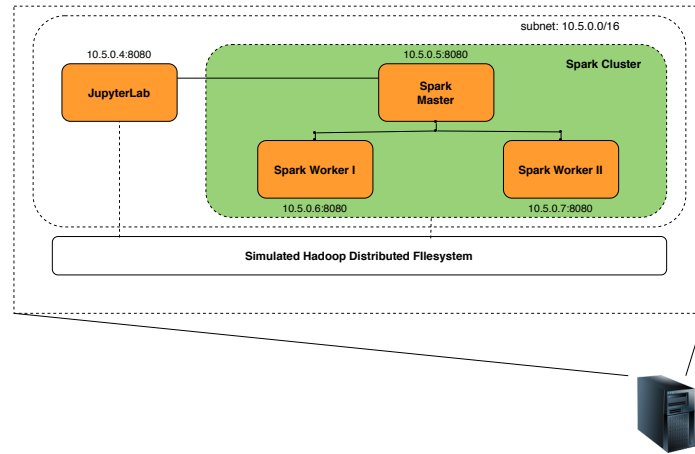 subnet: 10.5.0.0/16
10.5.0.4:8080
10.5.0.5:8080
Spark Cluster
JupyterLab
Spark
Master
Spark Worker I
Spark Worker II
10.5.0.6:8080
10.5.0.7:8080
Simulated Hadoop Distributed FIlesystem